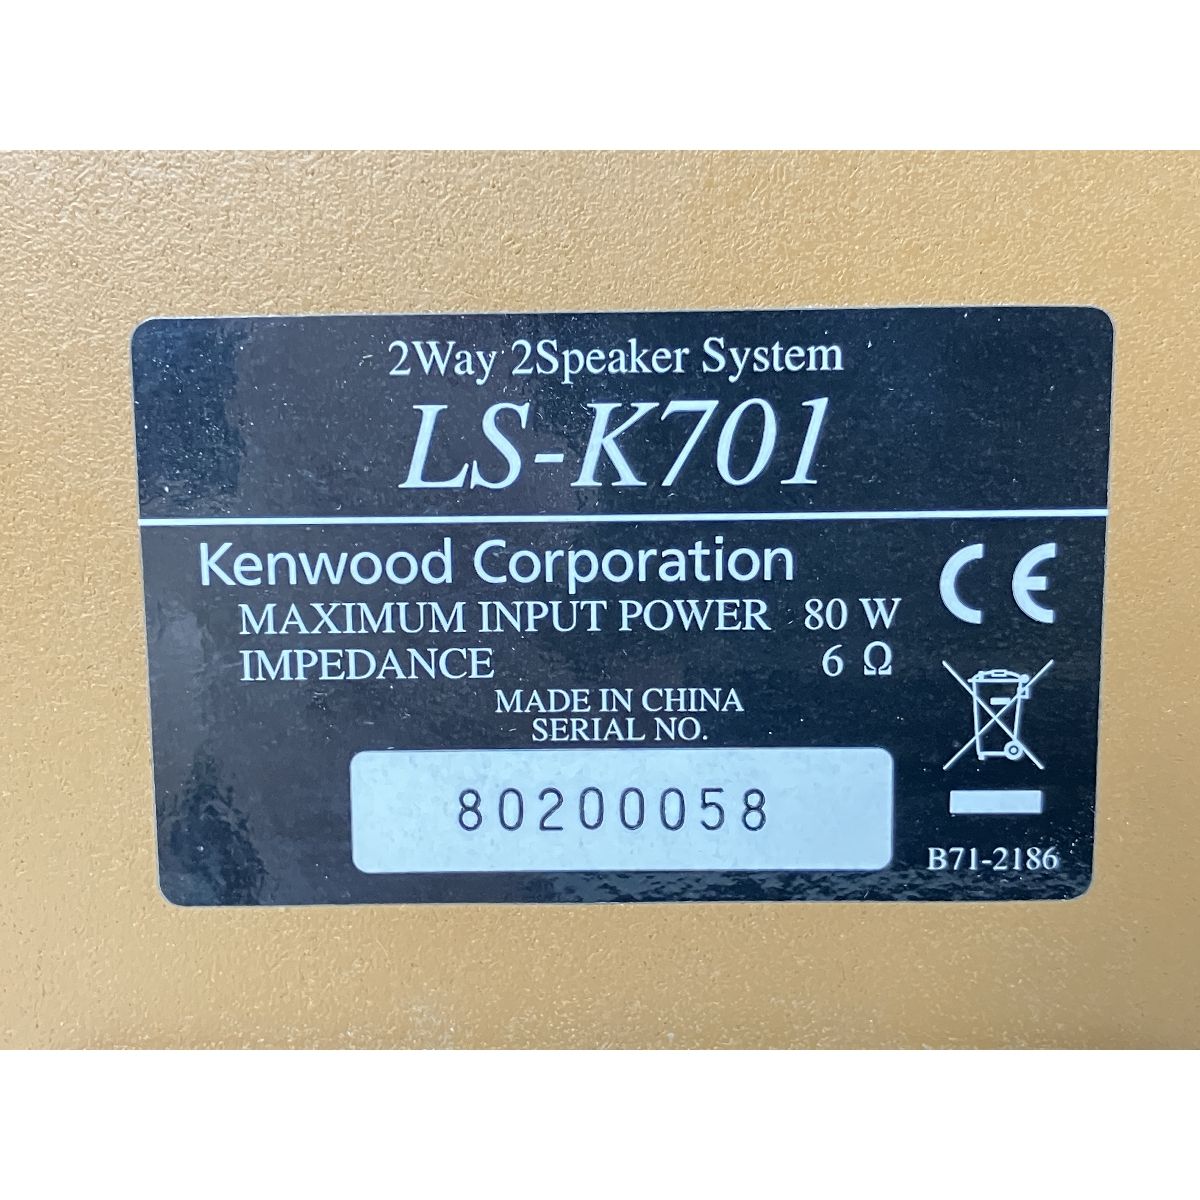 2Way 2Speaker System
LS-K701
Kenwood Corporation
MAXIMUM INPUT POWER 80 W
IMPEDANCE 6 Ω
MADE IN CHINA
SERIAL NO.
80200058
CE
B71-2186